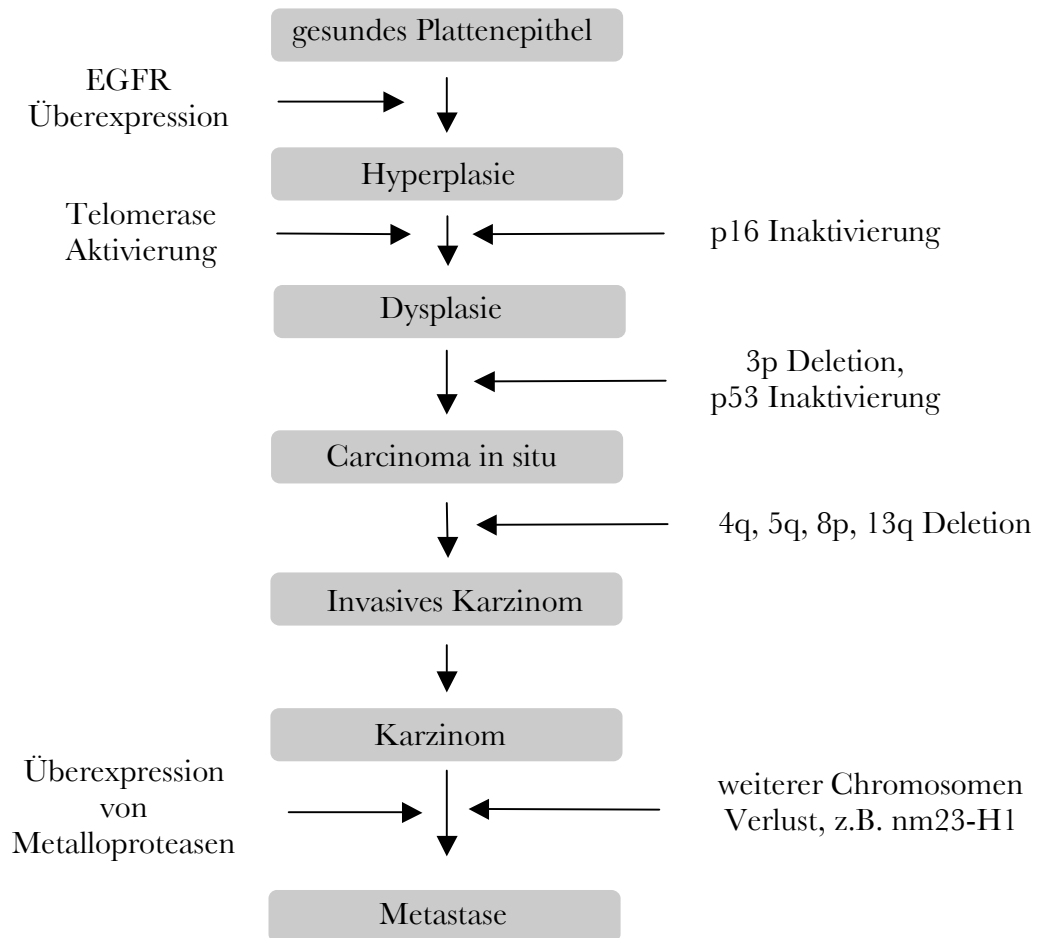 gesundes Plattenepithel
EGFR
Überexpression
Hyperplasie
Telomerase
Aktivierung
p16 Inaktivierung
Dysplasie
3p Deletion,
p53 Inaktivierung
Carcinoma in situ
4q, 5q, 8p, 13q Deletion
Invasives Karzinom
Karzinom
Überexpression
von
Metalloproteasen
weiterer Chromosomen
Verlust, z.B. nm23-H1
Metastase